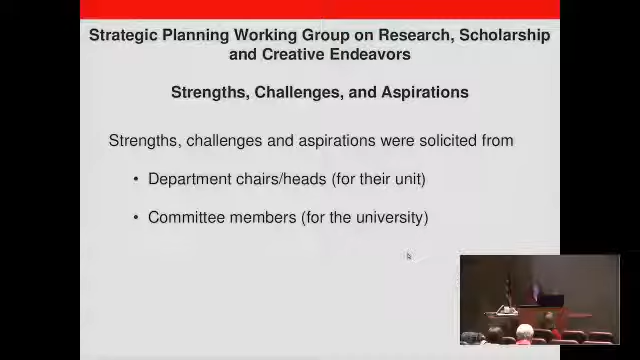 Strategic Planning Working Group on Research, Scholarship
and Creative Endeavors
Strengths, Challenges, and Aspirations
Strengths, challenges and aspirations were solicited from
• Department chairs/heads (for their unit)
• Committee members (for the university)